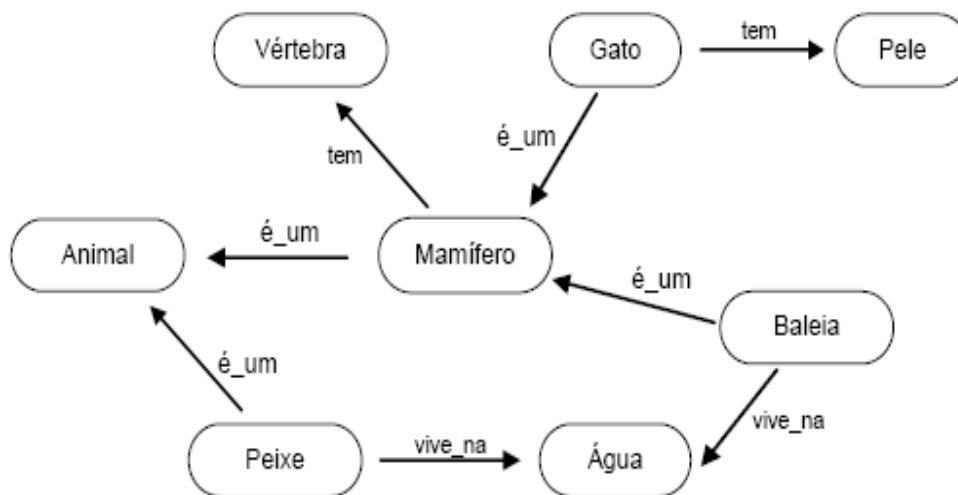 Vértebra
Gato
tem
Pele
é_um
tem
Animal
é_um
Mamífero
é_um
Baleia
é_um
vive_na
Peixe
vive_na
Água